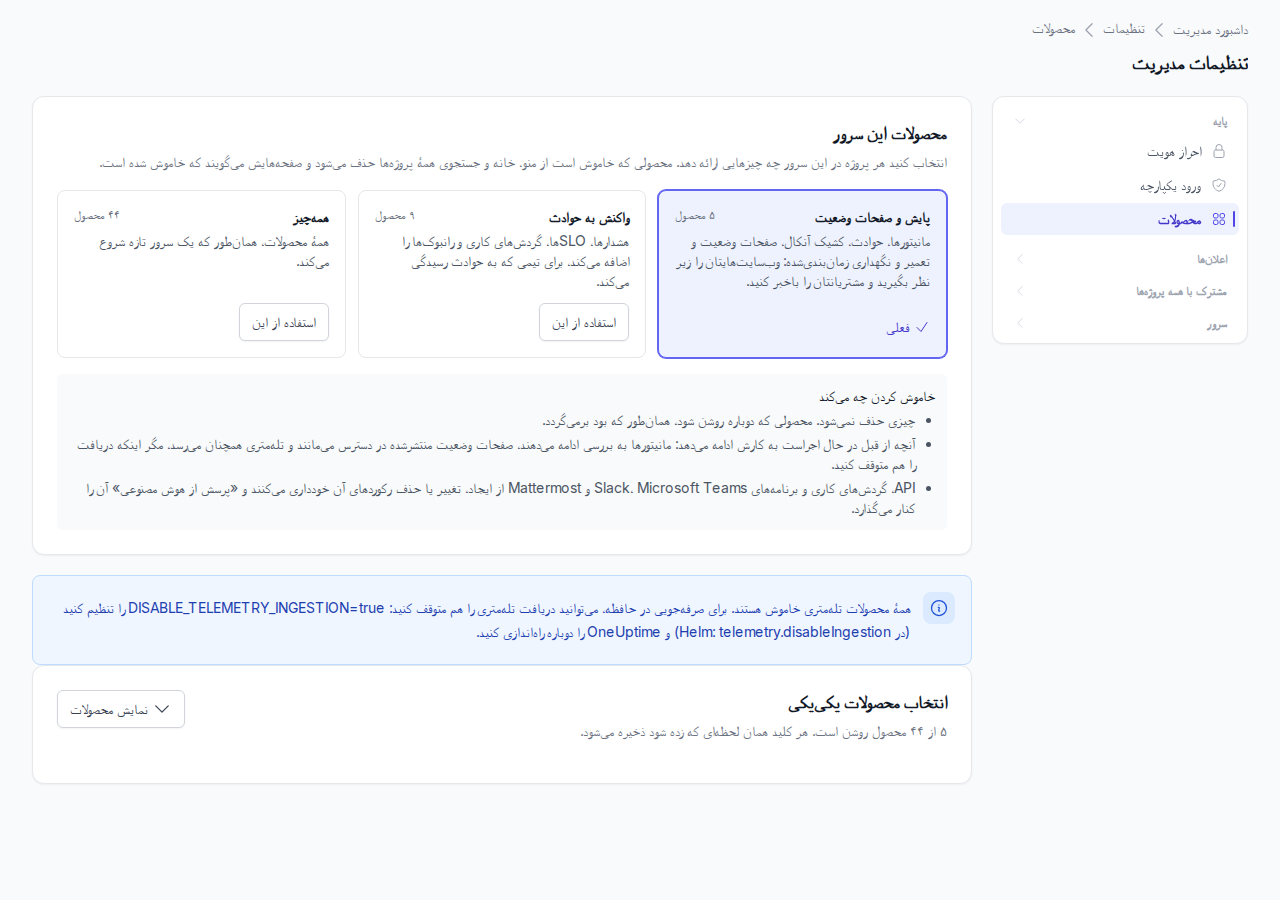 داشبورد مدیریت
تنظیمات
محصولات
تنظیمات مدیریت
پایه
احراز هویت
ورود یکپارچه
محصولات
اعلان‌ها
مشترک با همه پروژه‌ها
سرور
محصولات این سرور
انتخاب کنید هر پروژه در این سرور چه چیزهایی ارائه دهد. محصولی که خاموش است از منو، خانه و جستجوی همهٔ پروژه‌ها حذف می‌شود و صفحه‌هایش می‌گویند که خاموش شده است.
پایش و صفحات وضعیت
۵ محصول
مانیتورها، حوادث، کشیک آنکال، صفحات وضعیت و
تعمیر و نگهداری زمان‌بندی‌شده: وب‌سایت‌هایتان را زیر
نظر بگیرید و مشتریانتان را باخبر کنید.
فعلی
واکنش به حوادث
۹ محصول
هشدارها، SLOها، گردش‌های کاری و رانبوک‌ها را
اضافه می‌کند، برای تیمی که به حوادث رسیدگی
می‌کند.
استفاده از این
همه‌چیز
۴۴ محصول
همهٔ محصولات، همان‌طور که یک سرور تازه شروع
می‌کند.
استفاده از این
خاموش کردن چه می‌کند
چیزی حذف نمی‌شود. محصولی که دوباره روشن شود، همان‌طور که بود برمی‌گردد.
آنچه از قبل در حال اجراست به کارش ادامه می‌دهد: مانیتورها به بررسی ادامه می‌دهند، صفحات وضعیت منتشرشده در دسترس می‌مانند و تله‌متری همچنان می‌رسد، مگر اینکه دریافت
را هم متوقف کنید.
API، گردش‌های کاری و برنامه‌های Slack، Microsoft Teams و Mattermost از ایجاد، تغییر یا حذف رکوردهای آن خودداری می‌کنند و «پرسش از هوش مصنوعی» آن را
کنار می‌گذارد.
همهٔ محصولات تله‌متری خاموش هستند. برای صرفه‌جویی در حافظه، می‌توانید دریافت تله‌متری را هم متوقف کنید: DISABLE_TELEMETRY_INGESTION=true را تنظیم کنید
(در Helm: telemetry.disableIngestion) و OneUptime را دوباره راه‌اندازی کنید.
انتخاب محصولات یکی‌یکی
نمایش محصولات
۵ از ۴۴ محصول روشن است. هر کلید همان لحظه‌ای که زده شود ذخیره می‌شود.